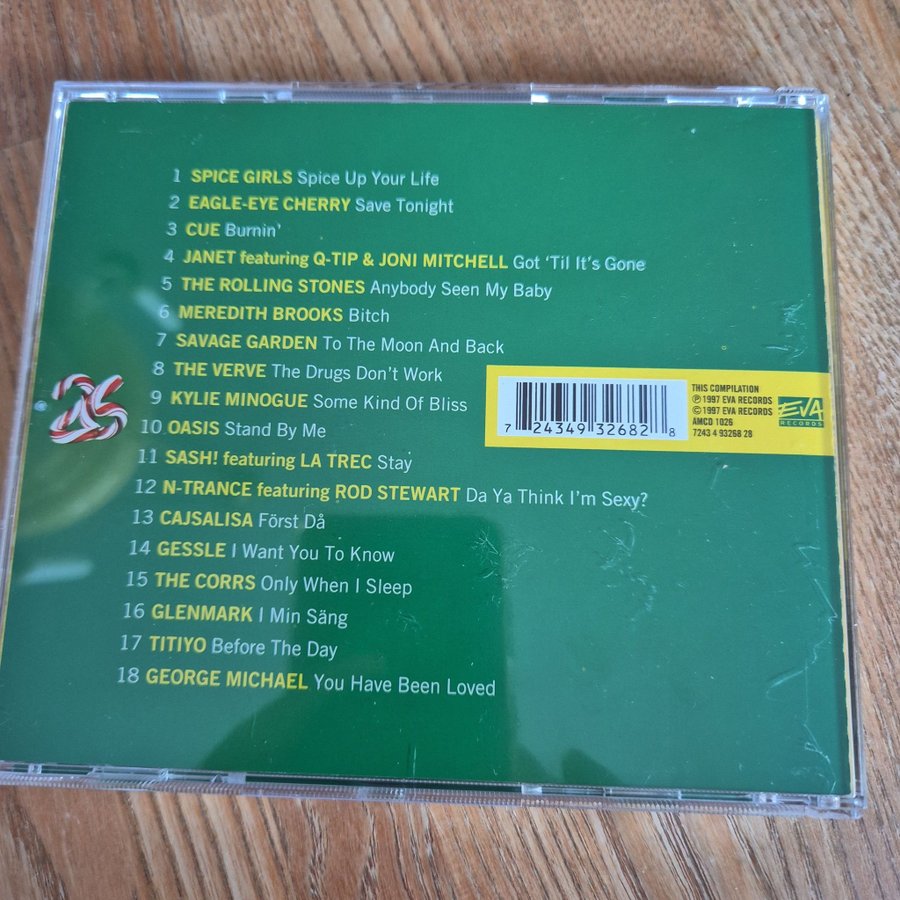 1 SPICE GIRLS Spice Up Your Life
2 EAGLE-EYE CHERRY Save Tonight
3 CUE Burnin'
4 JANET featuring Q-TIP & JONI MITCHELL Got 'Til It's Gone
5 THE ROLLING STONES Anybody Seen My Baby
6 MEREDITH BROOKS Bitch
7 SAVAGE GARDEN To The Moon And Back
8 THE VERVE The Drugs Don't Work
9 KYLIE MINOGUE Some Kind Of Bliss
10 OASIS Stand By Me
11 SASH! featuring LA TREC Stay
12 N-TRANCE featuring ROD STEWART Da Ya Think I'm Sexy?
13 CAJSALISA Först Då
14 GESSLE I Want You To Know
15 THE CORRS Only When I Sleep
16 GLENMARK I Min Säng
17 TITIYO Before The Day
18 GEORGE MICHAEL You Have Been Loved
26
7 24349 32682 8
THIS COMPILATION
℗ 1997 EVA RECORDS
© 1997 EVA RECORDS
AMCD 1026
7243 4 93268 28
EVA
RECORDS